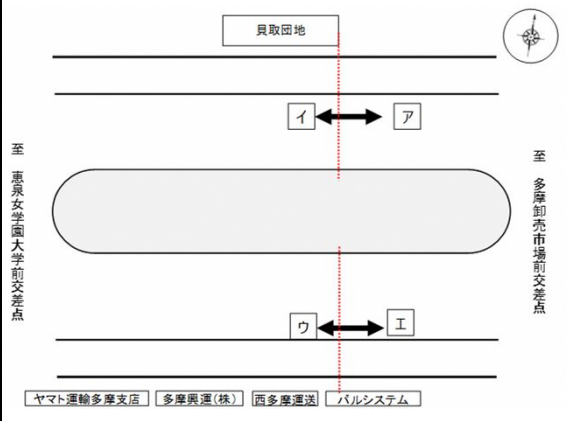 貝取団地
イ
ア
至 恵泉女学園大学前交差点
至 多摩卸売市場前交差点
ウ
エ
ヤマト運輸多摩支店
多摩興運(株)
西多摩運送
パルシステム